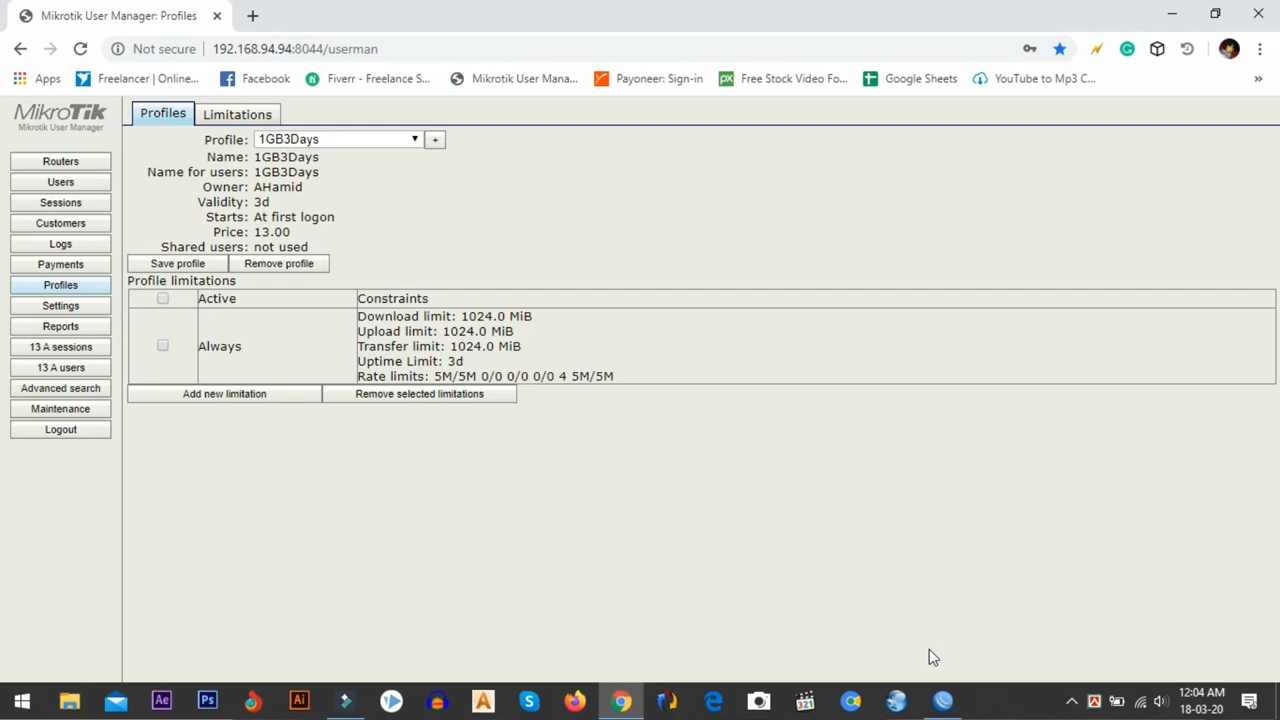 Mikrotik User Manager: Profiles
Not secure 192.168.94.94:8044/userman
Apps Freelancer | Online... Facebook Fiverr - Freelance S... Mikrotik User Mana... Payoneer: Sign-in Free Stock Video Fo... Google Sheets YouTube to Mp3 C... »
MikroTik
Mikrotik User Manager
Routers
Users
Sessions
Customers
Logs
Payments
Profiles
Settings
Reports
13 A sessions
13 A users
Advanced search
Maintenance
Logout
Profiles Limitations
Profile: 1GB3Days +
Name: 1GB3Days
Name for users: 1GB3Days
Owner: AHamid
Validity: 3d
Starts: At first logon
Price: 13.00
Shared users: not used
Save profile Remove profile
Profile limitations
Active Constraints
Always
Download limit: 1024.0 MiB
Upload limit: 1024.0 MiB
Transfer limit: 1024.0 MiB
Uptime Limit: 3d
Rate limits: 5M/5M 0/0 0/0 0/0 4 5M/5M
Add new limitation Remove selected limitations
Ae Ps Ai 321
12:04 AM
18-03-20